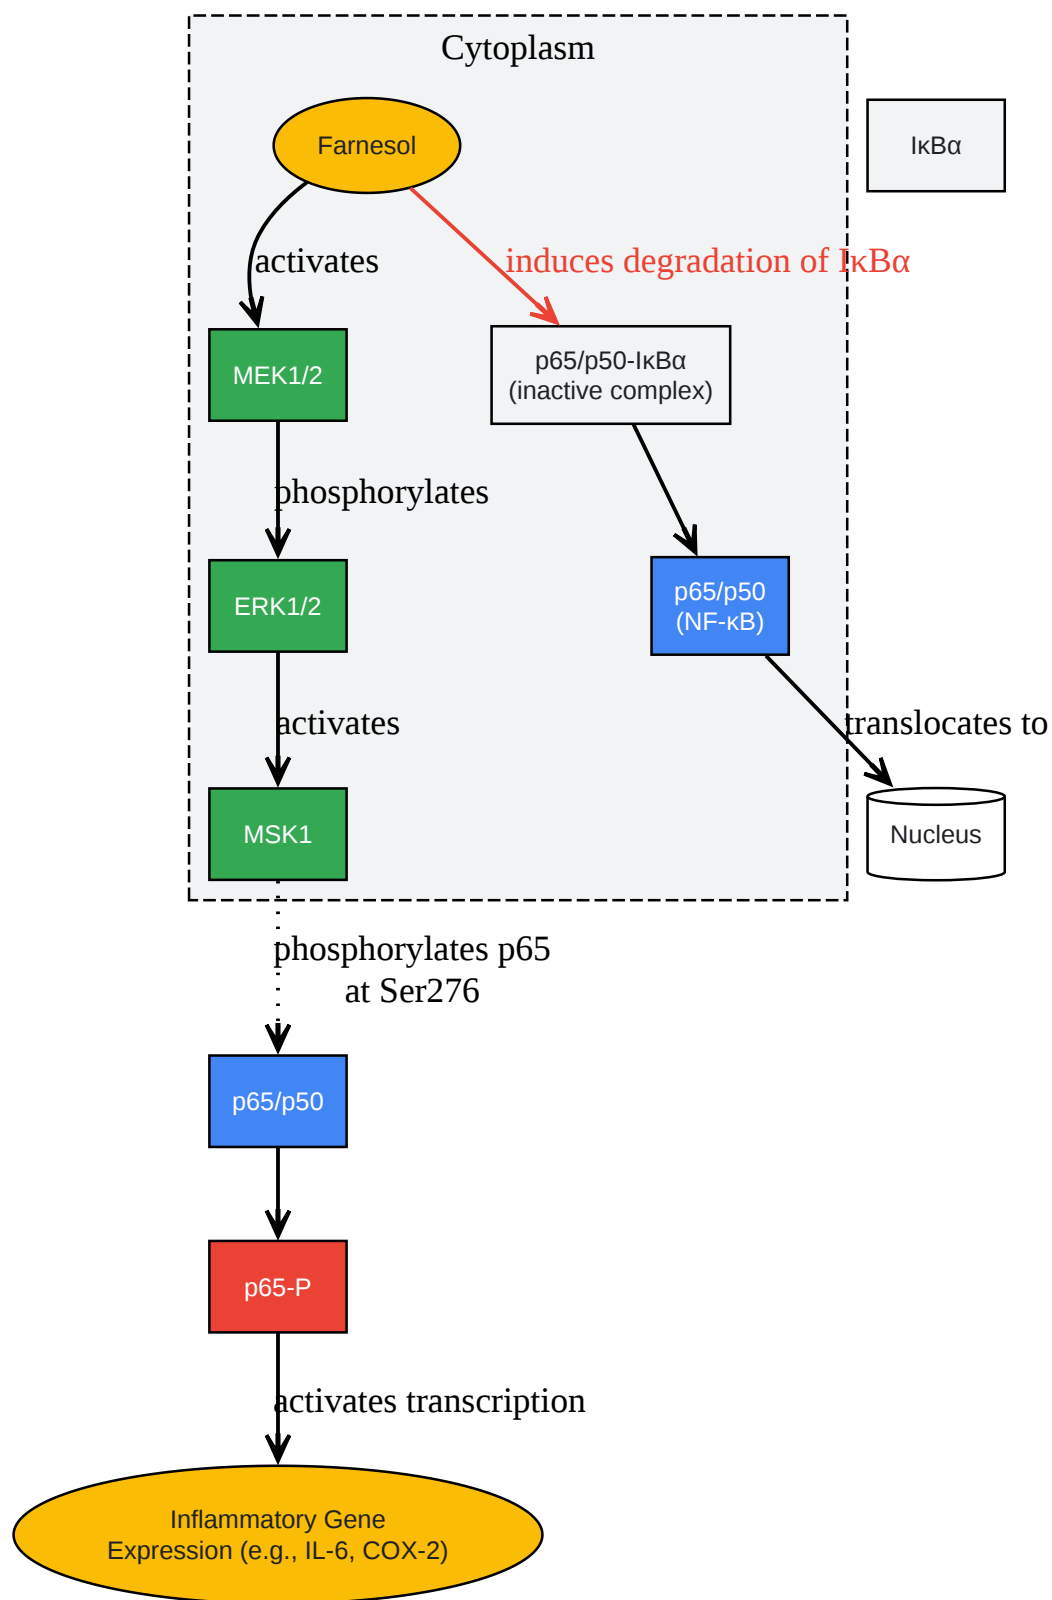 Cytoplasm
Farnesol
IκBα
activates
induces degradation of IκBα
MEK1/2
p65/p50-IκBα
(inactive complex)
phosphorylates
ERK1/2
p65/p50
(NF-κB)
activates
translocates to
MSK1
Nucleus
phosphorylates p65
at Ser276
p65/p50
p65-P
activates transcription
Inflammatory Gene
Expression (e.g., IL-6, COX-2)